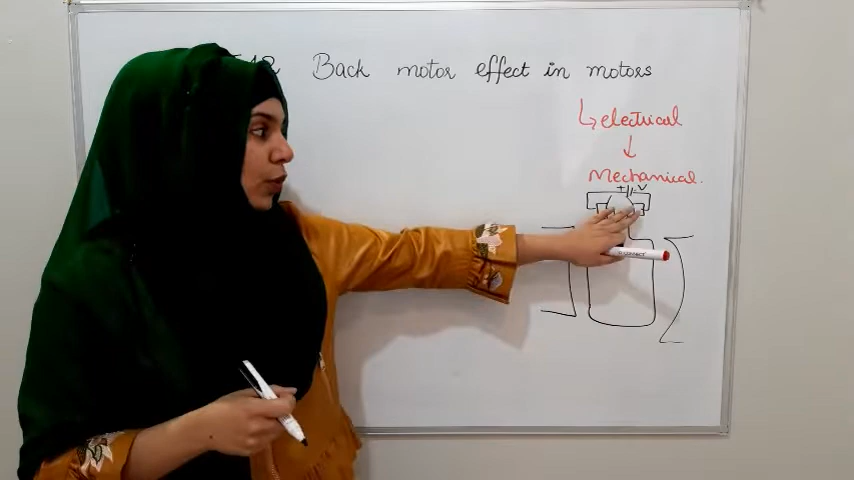 Back motor effect in motors
↳ electrical
↓
Mechanical.
+ - V